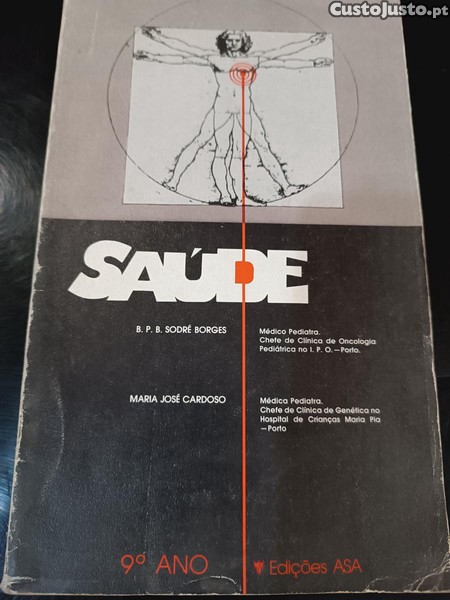 CustoJusto.pt
SAÚDE
B. P. B. SODRÉ BORGES
Médico Pediatra.
Chefe de Clínica de Oncologia
Pediátrica no I. P. O. — Porto.
MARIA JOSÉ CARDOSO
Médica Pediatra.
Chefe de Clínica de Genética no
Hospital de Crianças Maria Pia
— Porto
9º ANO
Edições ASA